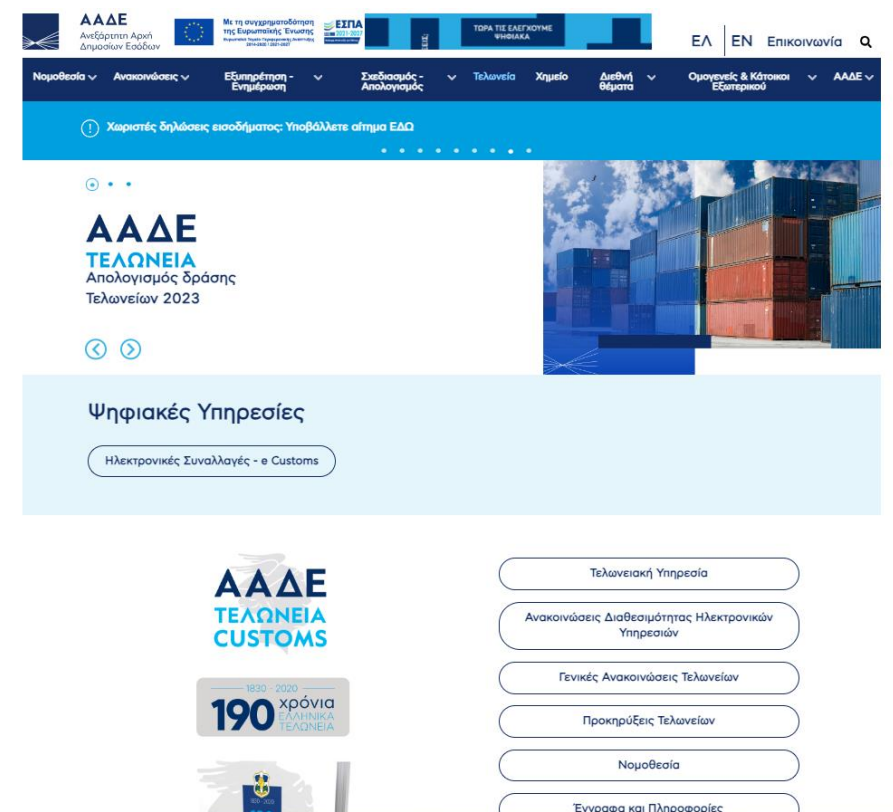 ΑΑΔΕ
Ανεξάρτητη Αρχή
Δημοσίων Εσόδων
Με τη συγχρηματοδότηση
της Ευρωπαϊκής Ένωσης
ΕΣΠΑ
2021-2027
ΤΩΡΑ ΤΙΣ ΕΛΕΓΧΟΥΜΕ
ΨΗΦΙΑΚΑ
ΕΛ EN Επικοινωνία
Νομοθεσία Ανακοινώσεις Εξυπηρέτηση - Ενημέρωση Σχεδιασμός - Απολογισμός Τελωνεία Χημείο Διεθνή θέματα Ομογενείς & Κάτοικοι Εξωτερικού ΑΑΔΕ
Χωριστές δηλώσεις εισοδήματος: Υποβάλλετε αίτημα ΕΔΩ
ΑΑΔΕ
ΤΕΛΩΝΕΙΑ
Απολογισμός δράσης
Τελωνείων 2023
Ψηφιακές Υπηρεσίες
Ηλεκτρονικές Συναλλαγές - e Customs
ΑΑΔΕ
ΤΕΛΩΝΕΙΑ
CUSTOMS
1830 - 2020
190 χρόνια
ΕΛΛΗΝΙΚΑ
ΤΕΛΩΝΕΙΑ
Τελωνειακή Υπηρεσία
Ανακοινώσεις Διαθεσιμότητας Ηλεκτρονικών
Υπηρεσιών
Γενικές Ανακοινώσεις Τελωνείων
Προκηρύξεις Τελωνείων
Νομοθεσία
Έγγραφα και Πληροφορίες